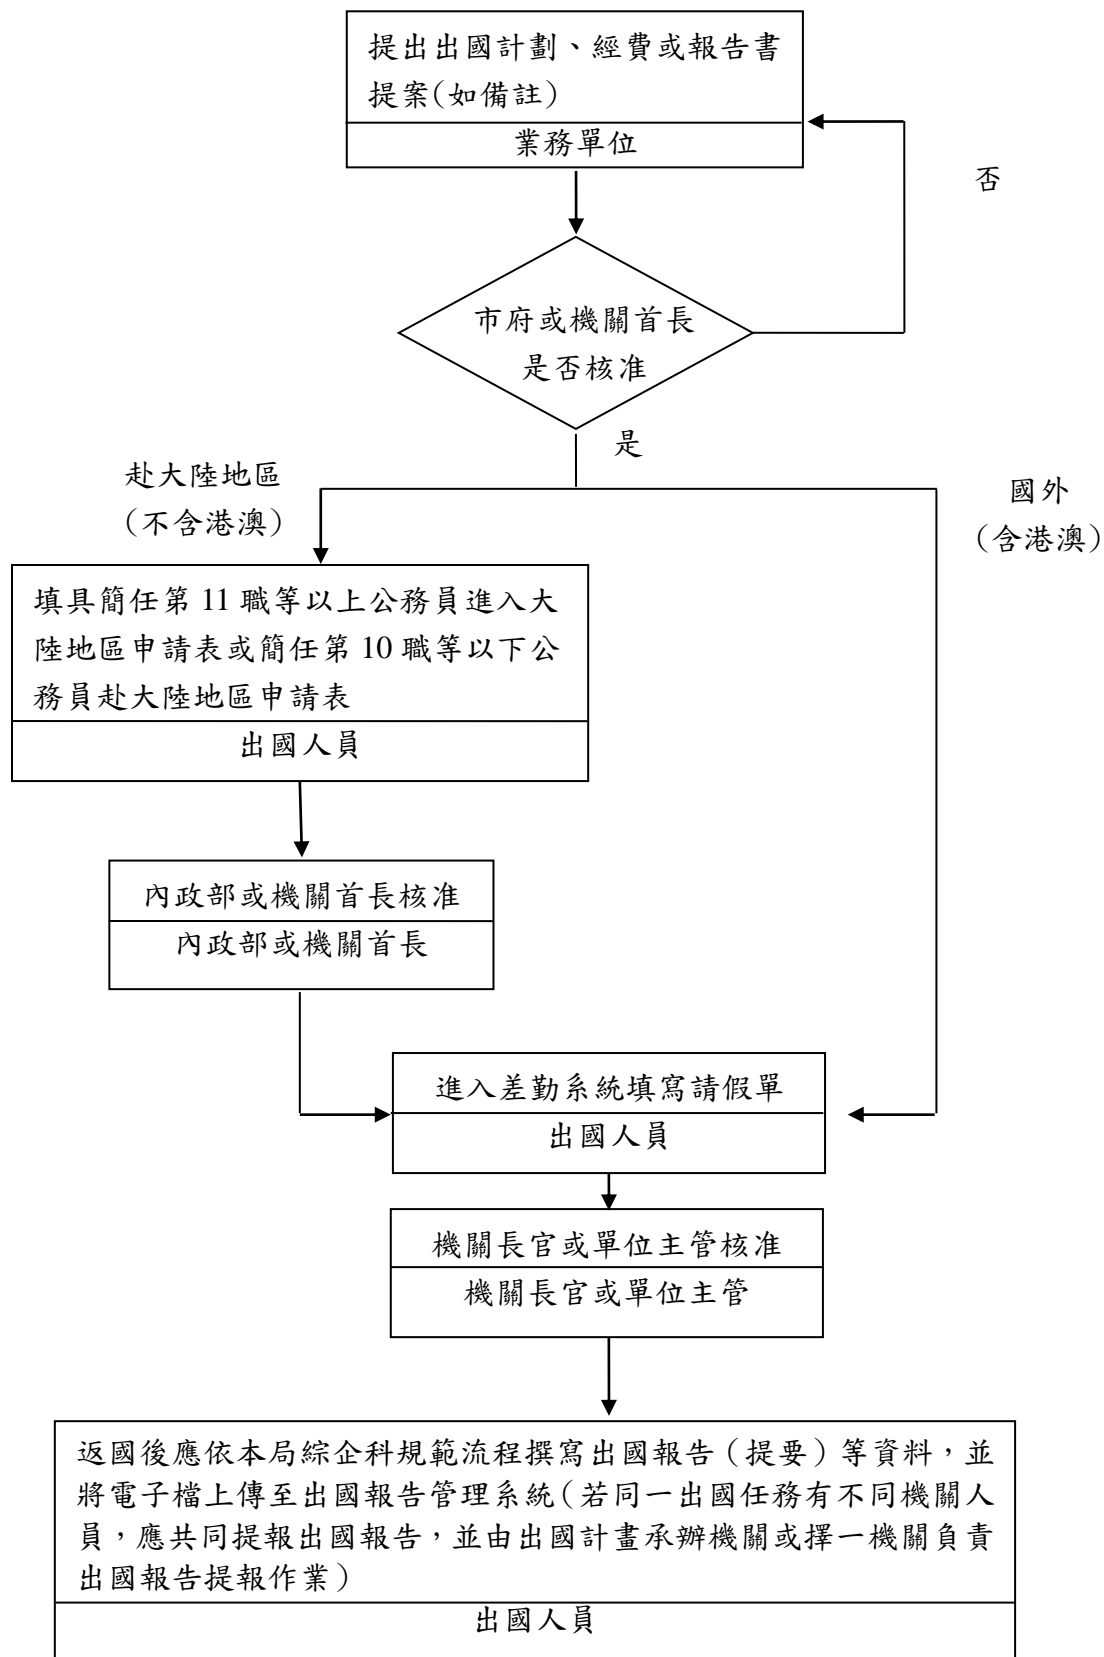 提出出國計劃、經費或報告書
提案(如備註)
業務單位
否
市府或機關首長
是否核准
是
赴大陸地區
(不含港澳)
國外
(含港澳)
填具簡任第 11 職等以上公務員進入大
陸地區申請表或簡任第 10 職等以下公
務員赴大陸地區申請表
出國人員
內政部或機關首長核准
內政部或機關首長
進入差勤系統填寫請假單
出國人員
機關長官或單位主管核准
機關長官或單位主管
返國後應依本局綜企科規範流程撰寫出國報告(提要)等資料,並
將電子檔上傳至出國報告管理系統(若同一出國任務有不同機關人
員,應共同提報出國報告,並由出國計畫承辦機關或擇一機關負責
出國報告提報作業)
出國人員